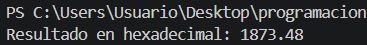 PS C:\Users\Usuario\Desktop\programacion
Resultado en hexadecimal: 1873.48